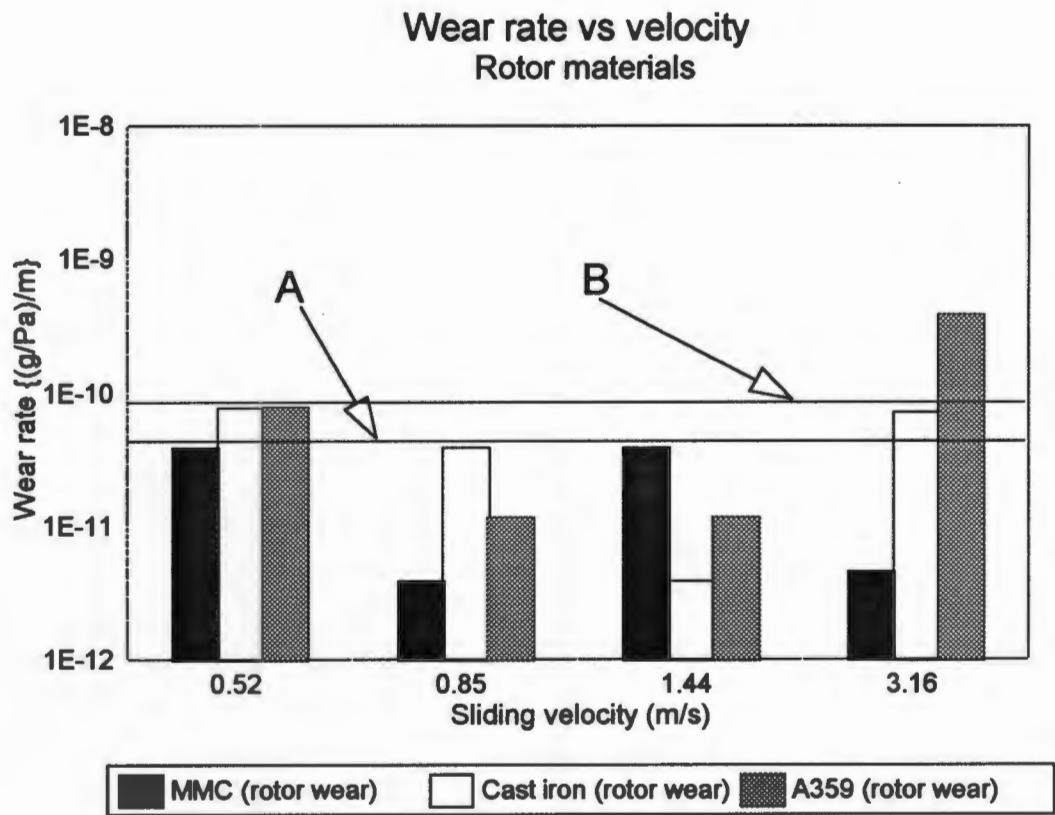 Wear rate vs velocity
Rotor materials
Wear rate {(g/Pa)/m}
1E-8
1E-9
1E-10
1E-11
1E-12
A
B
0.52 0.85 1.44 3.16
Sliding velocity (m/s)
MMC (rotor wear) Cast iron (rotor wear) A359 (rotor wear)